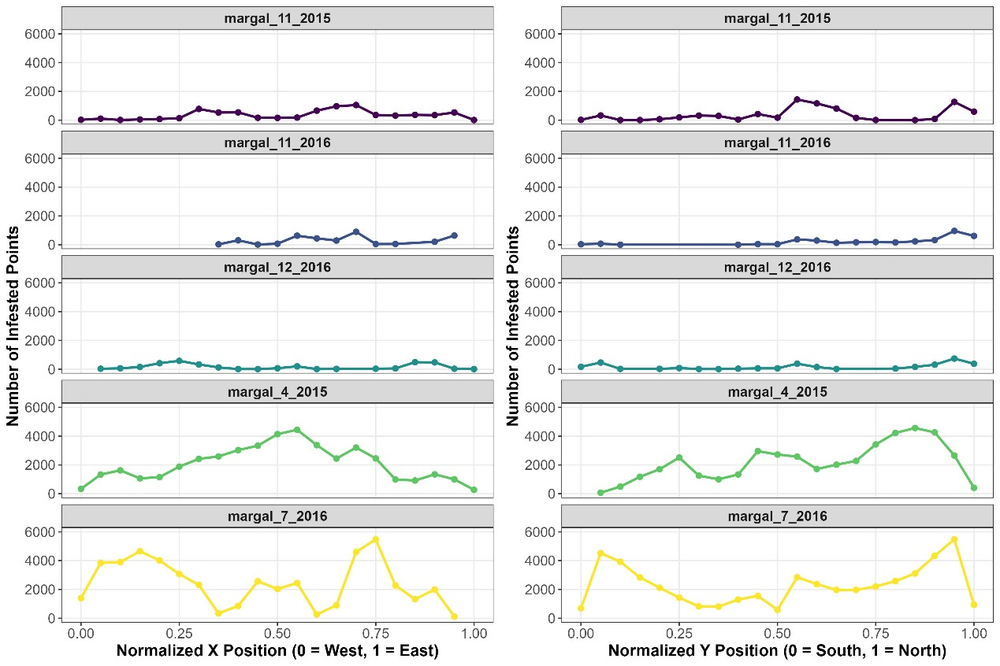 margal_11_2015
margal_11_2015
6000
4000
2000
0
6000
4000
2000
0
margal_11_2016
margal_11_2016
6000
4000
2000
0
6000
4000
2000
0
margal_12_2016
margal_12_2016
6000
4000
2000
0
6000
4000
2000
0
margal_4_2015
margal_4_2015
6000
4000
2000
0
6000
4000
2000
0
margal_7_2016
margal_7_2016
6000
4000
2000
0
6000
4000
2000
0
Number of Infested Points
Number of Infested Points
0.00 0.25 0.50 0.75 1.00
0.00 0.25 0.50 0.75 1.00
Normalized X Position (0 = West, 1 = East)
Normalized Y Position (0 = South, 1 = North)